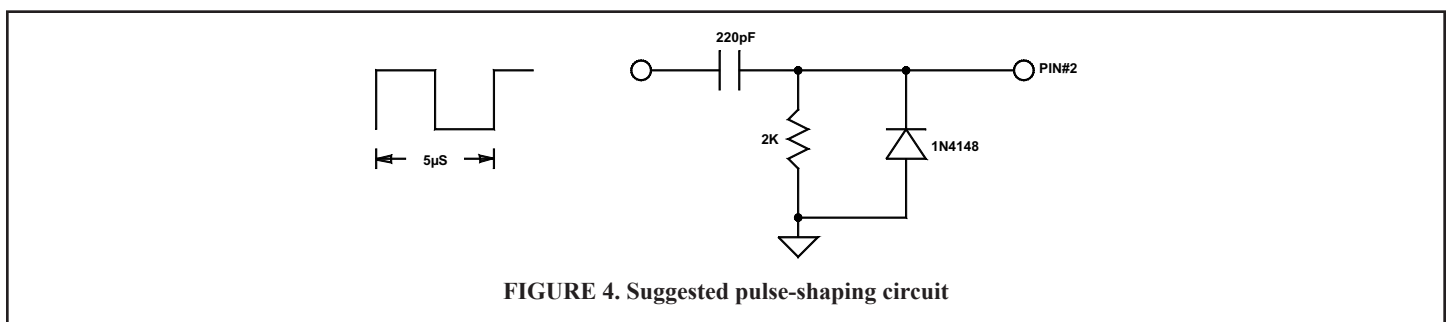 220pF
PIN#2
2K
1N4148
5µS
FIGURE 4. Suggested pulse-shaping circuit